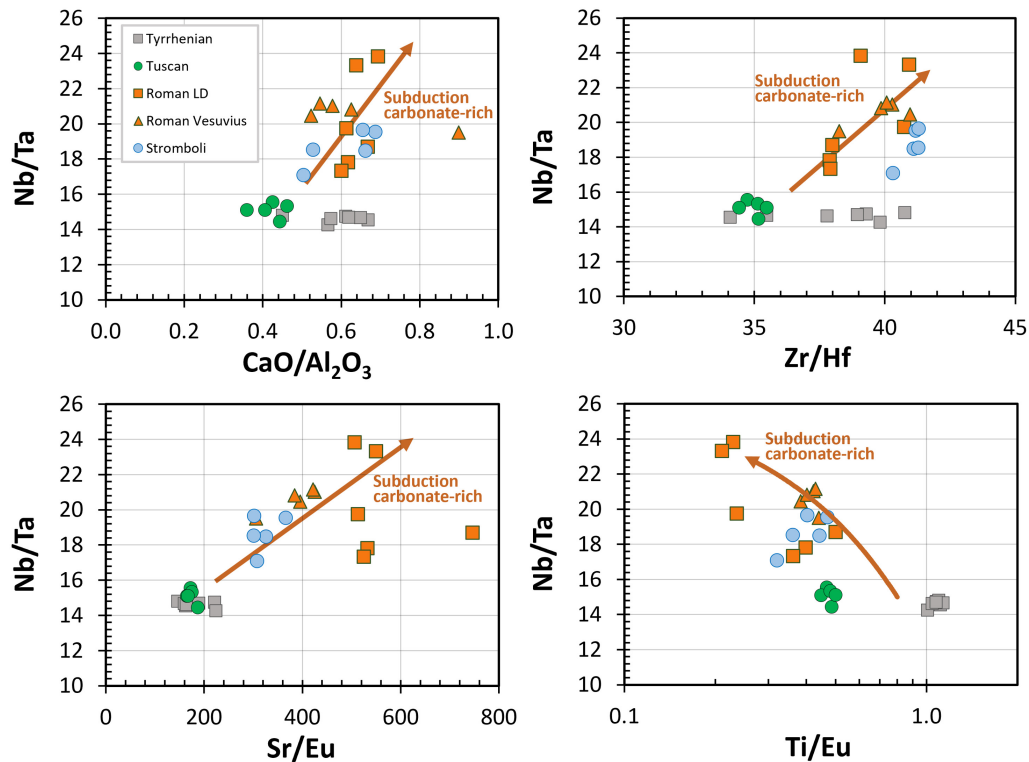 26
24
22
20
18
16
14
12
10
Nb/Ta
Tyrrhenian
Tuscan
Roman LD
Roman Vesuvius
Stromboli
Subduction
carbonate-rich
0.0 0.2 0.4 0.6 0.8 1.0
CaO/Al₂O₃
26
24
22
20
18
16
14
12
10
Nb/Ta
Subduction
carbonate-rich
30 35 40 45
Zr/Hf
26
24
22
20
18
16
14
12
10
Nb/Ta
Subduction
carbonate-rich
0 200 400 600 800
Sr/Eu
26
24
22
20
18
16
14
12
10
Nb/Ta
Subduction
carbonate-rich
0.1 1.0
Ti/Eu